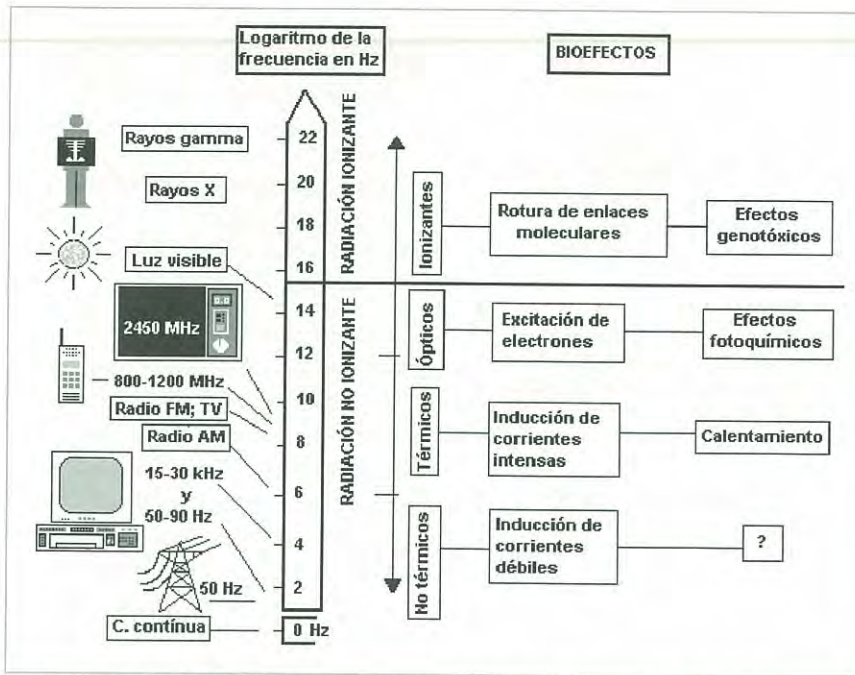 Logaritmo de la
frecuencia en Hz
BIOEFECTOS
Rayos gamma
Rayos X
Luz visible
2450 MHz
800-1200 MHz
Radio FM; TV
Radio AM
15-30 kHz
y
50-90 Hz
50 Hz
C. contínua
22
20
18
16
14
12
10
8
6
4
2
0 Hz
RADIACIÓN IONIZANTE
RADIACIÓN NO IONIZANTE
Ionizantes
Rotura de enlaces
moleculares
Efectos
genotóxicos
Ópticos
Excitación de
electrones
Efectos
fotoquímicos
Térmicos
Inducción de
corrientes
intensas
Calentamiento
No térmicos
Inducción de
corrientes
débiles
?